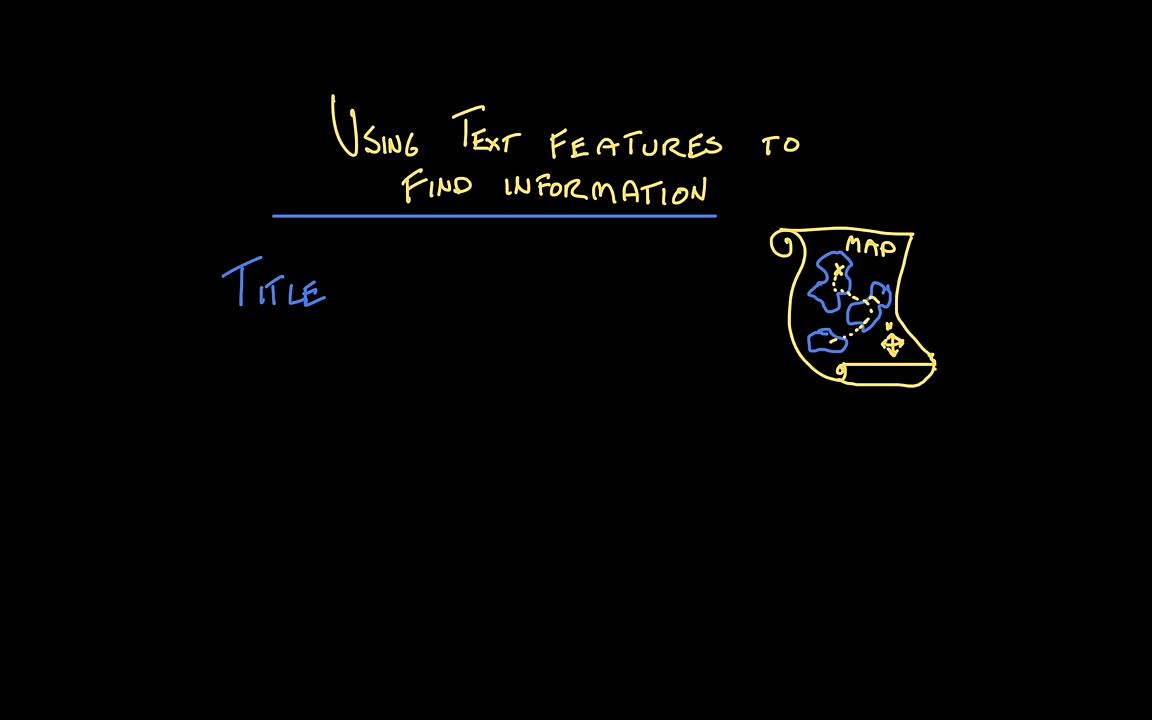 USING TEXT FEATURES TO
FIND INFORMATION
TITLE
MAP
N